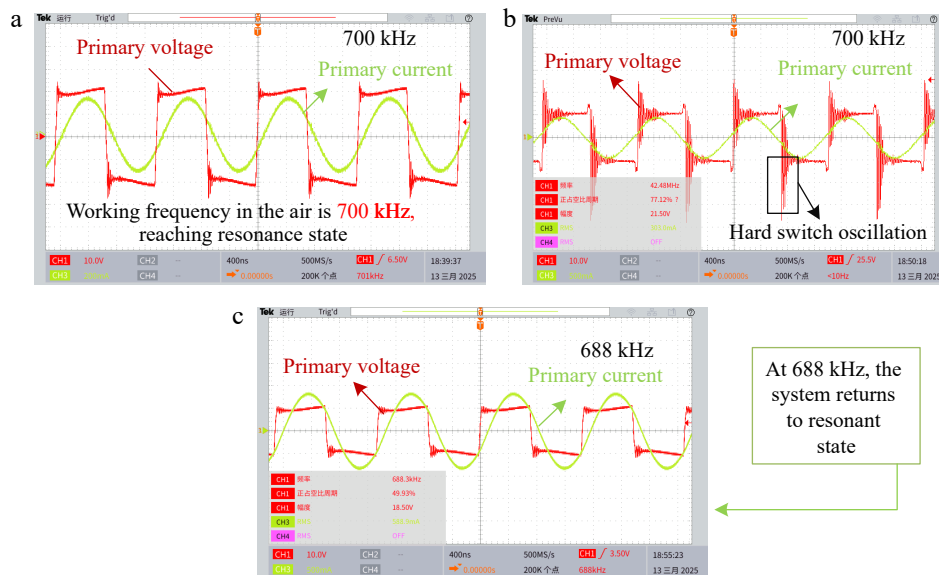 a
Tek 运行 Trig'd
700 kHz
Primary voltage
Primary current
Working frequency in the air is 700 kHz,
reaching resonance state
CH1 10.0V CH2 -- 400ns 500MS/s CH1 6.50V 18:39:37
CH3 CH4 -- 0.00000s 200K 个点 701kHz 13 三月 2025
b
Tek PreVu
700 kHz
Primary voltage
Primary current
CH1 频率 42.48MHz
CH1 正占空比周期 77.12% ?
CH1 幅度 21.50V
CH3 RMS
CH4 RMS OFF
Hard switch oscillation
CH1 10.0V CH2 -- 400ns 500MS/s CH1 25.5V 18:50:18
CH3 CH4 -- 0.00000s 200K 个点 <10Hz 13 三月 2025
c
Tek 运行 Trig'd
688 kHz
Primary voltage
Primary current
CH1 频率 688.3kHz
CH1 正占空比周期 49.93%
CH1 幅度 18.50V
CH3 RMS
CH4 RMS OFF
CH1 10.0V CH2 -- 400ns 500MS/s CH1 3.50V 18:55:23
CH3 500mA CH4 -- 0.00000s 200K 个点 688kHz 13 三月 2025
At 688 kHz, the
system returns
to resonant
state